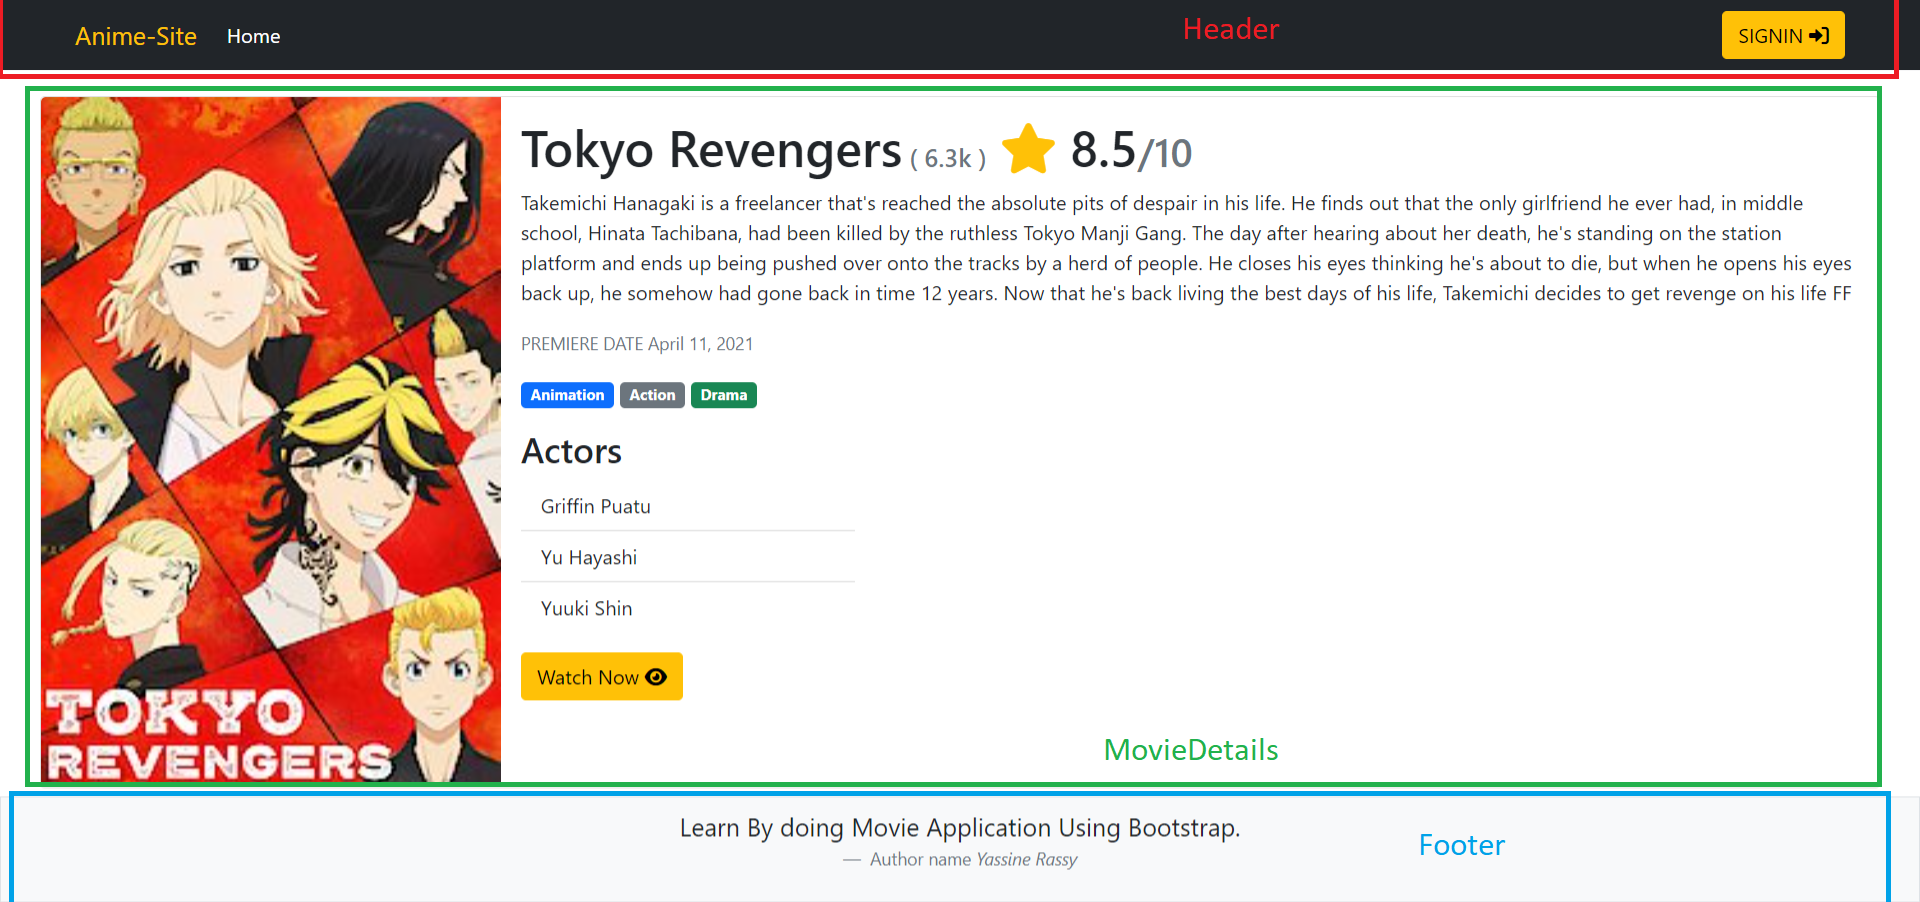 Anime-Site Home Header SIGNIN
Tokyo Revengers ( 6.3k ) 8.5/10
Takemichi Hanagaki is a freelancer that's reached the absolute pits of despair in his life. He finds out that the only girlfriend he ever had, in middle
school, Hinata Tachibana, had been killed by the ruthless Tokyo Manji Gang. The day after hearing about her death, he's standing on the station
platform and ends up being pushed over onto the tracks by a herd of people. He closes his eyes thinking he's about to die, but when he opens his eyes
back up, he somehow had gone back in time 12 years. Now that he's back living the best days of his life, Takemichi decides to get revenge on his life FF
PREMIERE DATE April 11, 2021
Animation Action Drama
Actors
Griffin Puatu
Yu Hayashi
Yuuki Shin
Watch Now
TOKYO
REVENGERS
MovieDetails
Learn By doing Movie Application Using Bootstrap.
— Author name Yassine Rassy
Footer